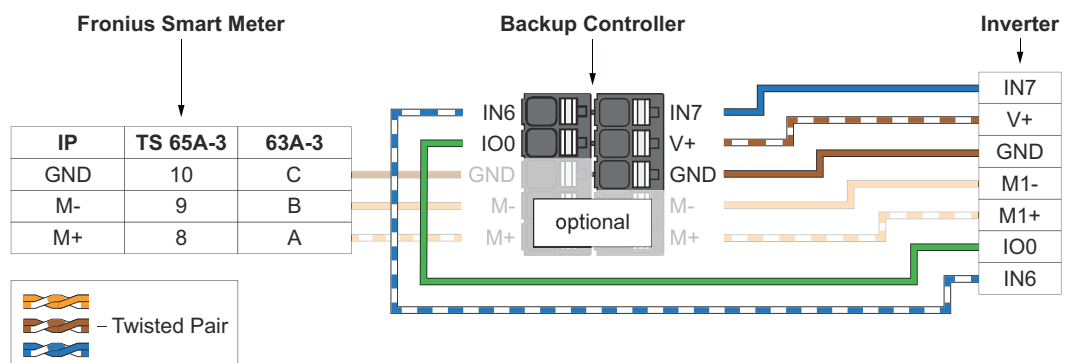 Fronius Smart Meter
Backup Controller
Inverter
IP TS 65A-3 63A-3
GND 10 C
M- 9 B
M+ 8 A
IN6 IN7
IO0 V+
GND GND
M- M-
M+ M+
optional
IN7
V+
GND
M1-
M1+
IO0
IN6
– Twisted Pair